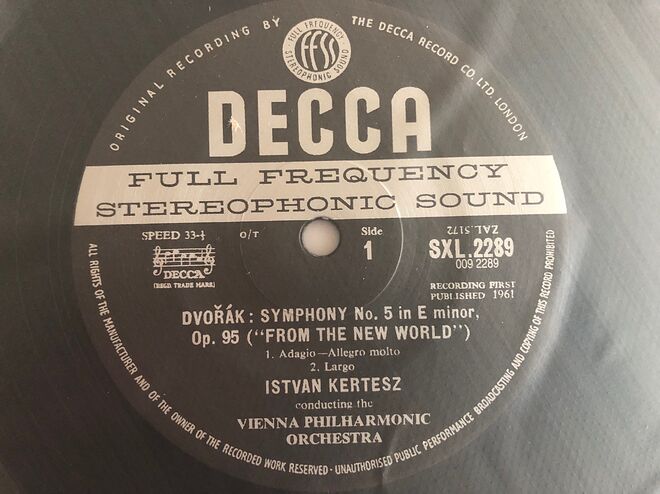 ORIGINAL RECORDING BY
THE DECCA RECORD CO. LTD. LONDON
FULL FREQUENCY
ffss
STEREOPHONIC SOUND
DECCA
FULL FREQUENCY
STEREOPHONIC SOUND
SPEED 33⅓
O/T
Side
1
ZAL.5172
SXL.2289
009 2289
DECCA
(REGD. TRADE MARK)
RECORDING FIRST
PUBLISHED 1961
DVOŘÁK: SYMPHONY No. 5 in E minor,
Op. 95 ("FROM THE NEW WORLD")
1. Adagio—Allegro molto
2. Largo
ISTVAN KERTESZ
conducting the
VIENNA PHILHARMONIC
ORCHESTRA
ALL RIGHTS OF THE MANUFACTURER AND OF THE OWNER OF THE RECORDED WORK RESERVED · UNAUTHORISED PUBLIC PERFORMANCE BROADCASTING AND COPYING OF THIS RECORD PROHIBITED